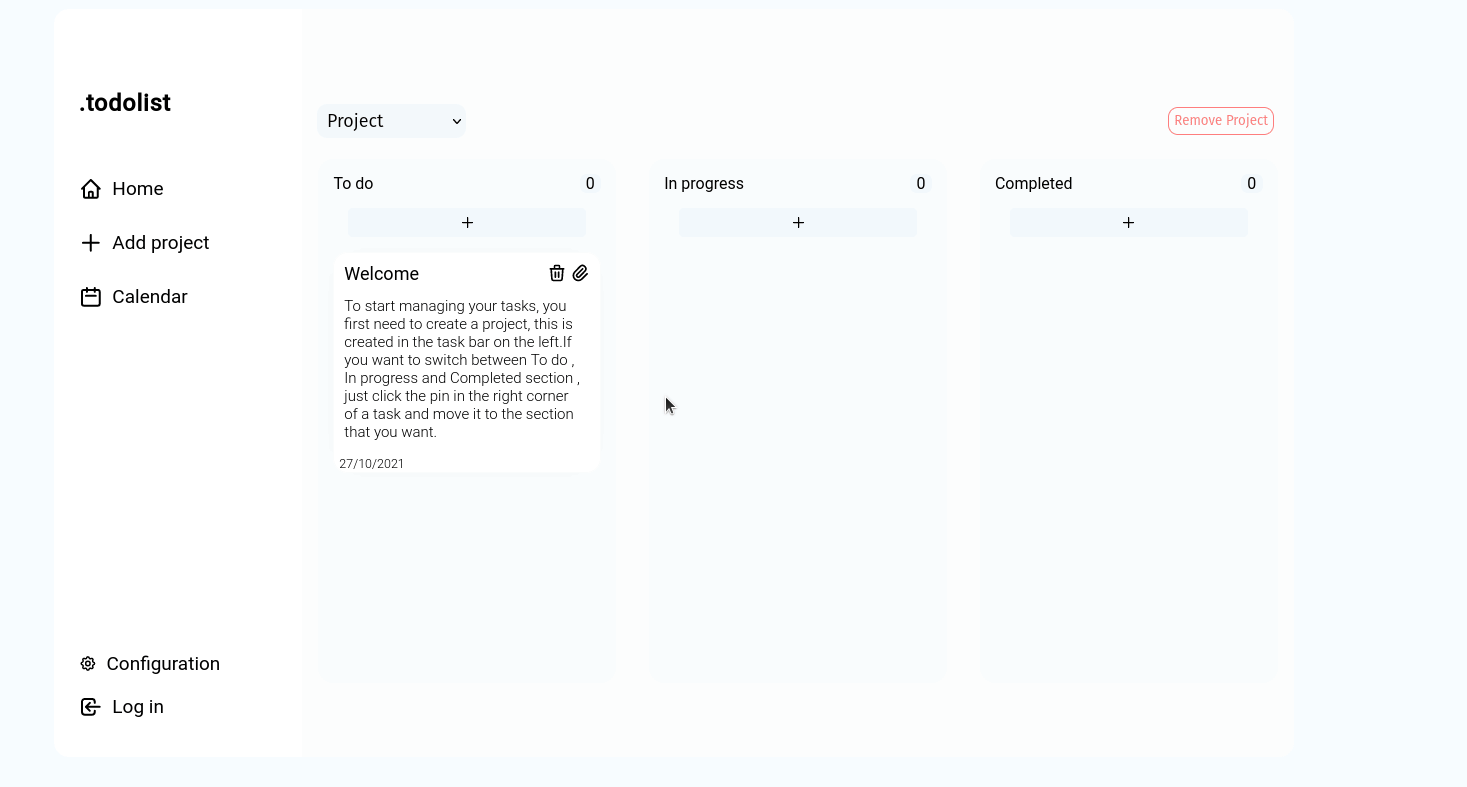 .todolist
Home
Add project
Calendar
Configuration
Log in
Project
Remove Project
To do 0
+
Welcome
To start managing your tasks, you
first need to create a project, this is
created in the task bar on the left.If
you want to switch between To do ,
In progress and Completed section ,
just click the pin in the right corner
of a task and move it to the section
that you want.
27/10/2021
In progress 0
+
Completed 0
+